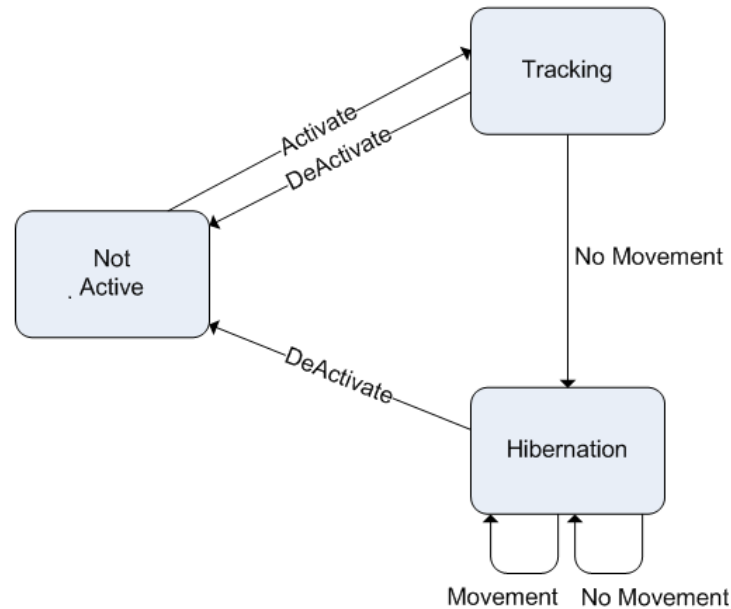 Tracking
Activate
DeActivate
Not
. Active
No Movement
DeActivate
Hibernation
Movement
No Movement